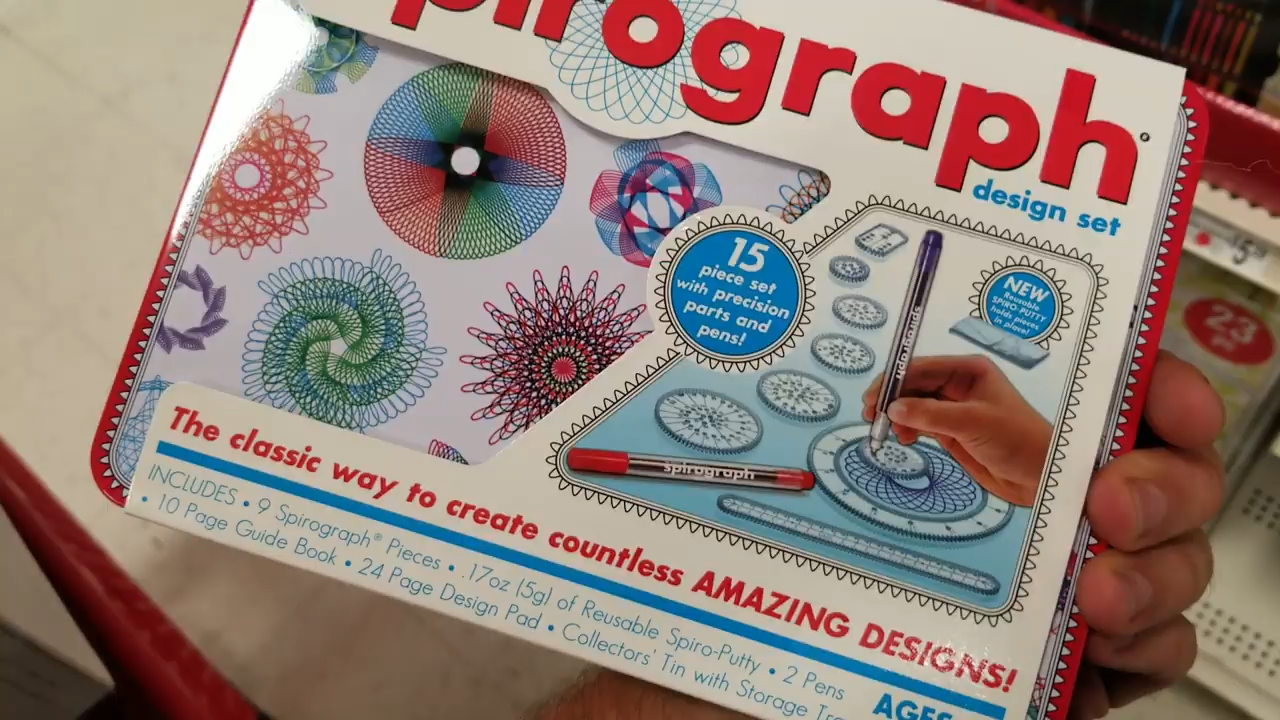 spirograph
design set
15
piece set
with precision
parts and
pens!
NEW
Reusable
SPIRO-PUTTY
holds pieces
in place!
spirograph
spirograph
The classic way to create countless AMAZING DESIGNS!
INCLUDES • 9 Spirograph® Pieces • .17oz (5g) of Reusable Spiro-Putty • 2 Pens
• 10 Page Guide Book • 24 Page Design Pad • Collectors' Tin with Storage
AGES
23